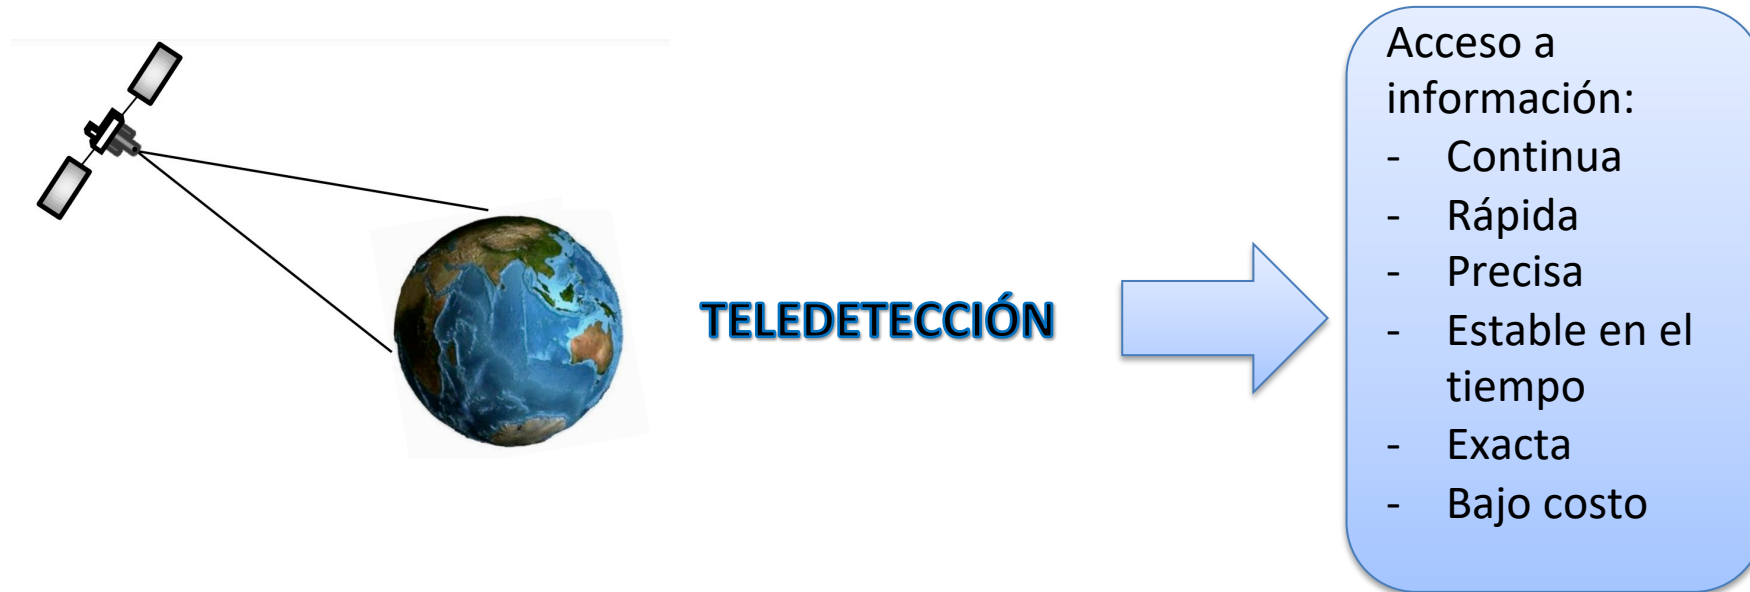 TELEDETECCIÓN
Acceso a
información:
- Continua
- Rápida
- Precisa
- Estable en el
tiempo
- Exacta
- Bajo costo